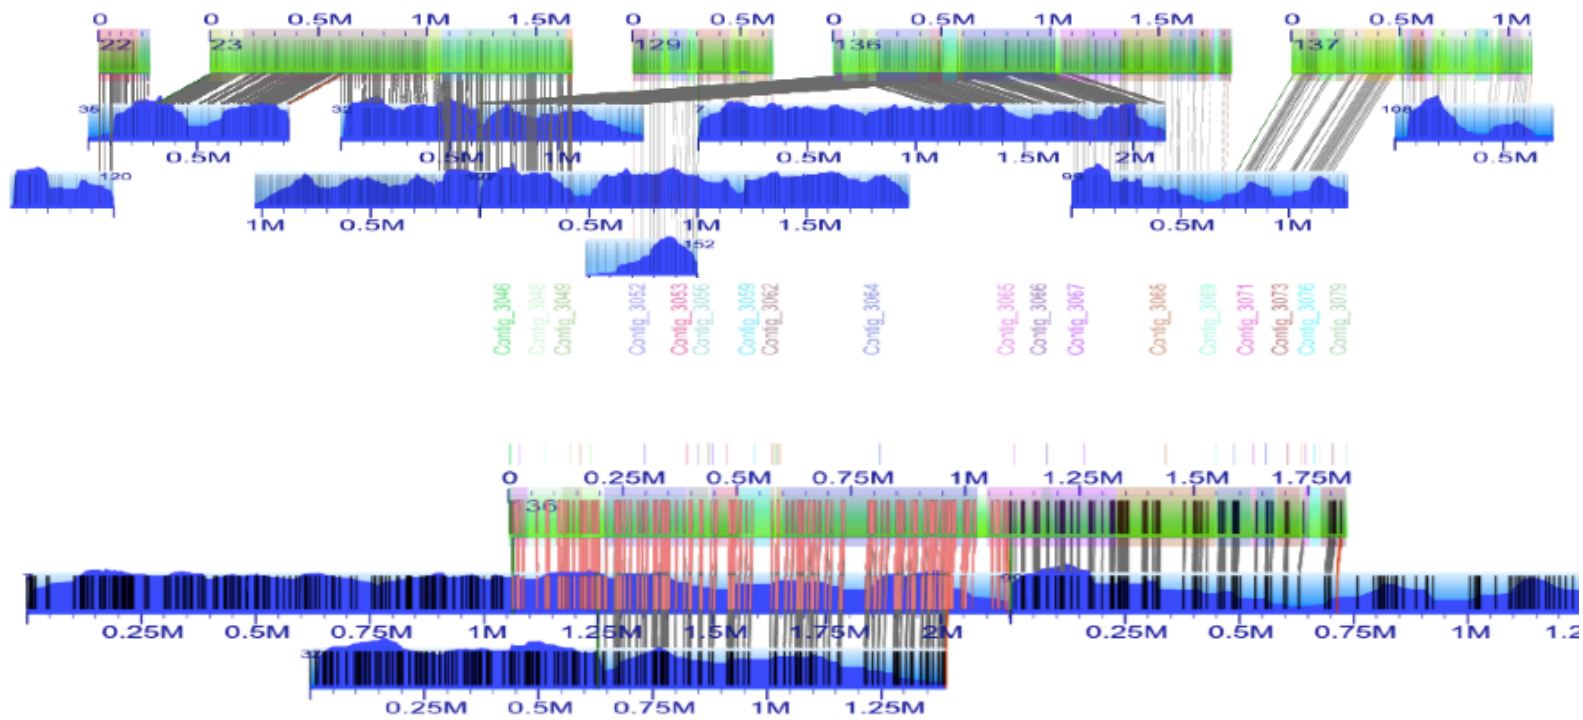 0 0 0.5M 1M 1.5M 0 0.5M 0 0.5M 1M 1.5M 0 0.5M 1M
22 23 129 136 137
35 32 7 108
0.5M 0.5M 1M 0.5M 1M 1.5M 2M 0.5M
120 99
1M 0.5M 0.5M 1M 1.5M 0.5M 1M
152
Contig_3046 Contig_3048 Contig_3049 Contig_3052 Contig_3053 Contig_3056 Contig_3059 Contig_3062 Contig_3064 Contig_3065 Contig_3066 Contig_3067 Contig_3068 Contig_3069 Contig_3071 Contig_3073 Contig_3076 Contig_3079
0 0.25M 0.5M 0.75M 1M 1.25M 1.5M 1.75M
136
99
0.25M 0.5M 0.75M 1M 1.25M 1.5M 1.75M 2M 0.25M 0.5M 0.75M 1M 1.2
32
0.25M 0.5M 0.75M 1M 1.25M